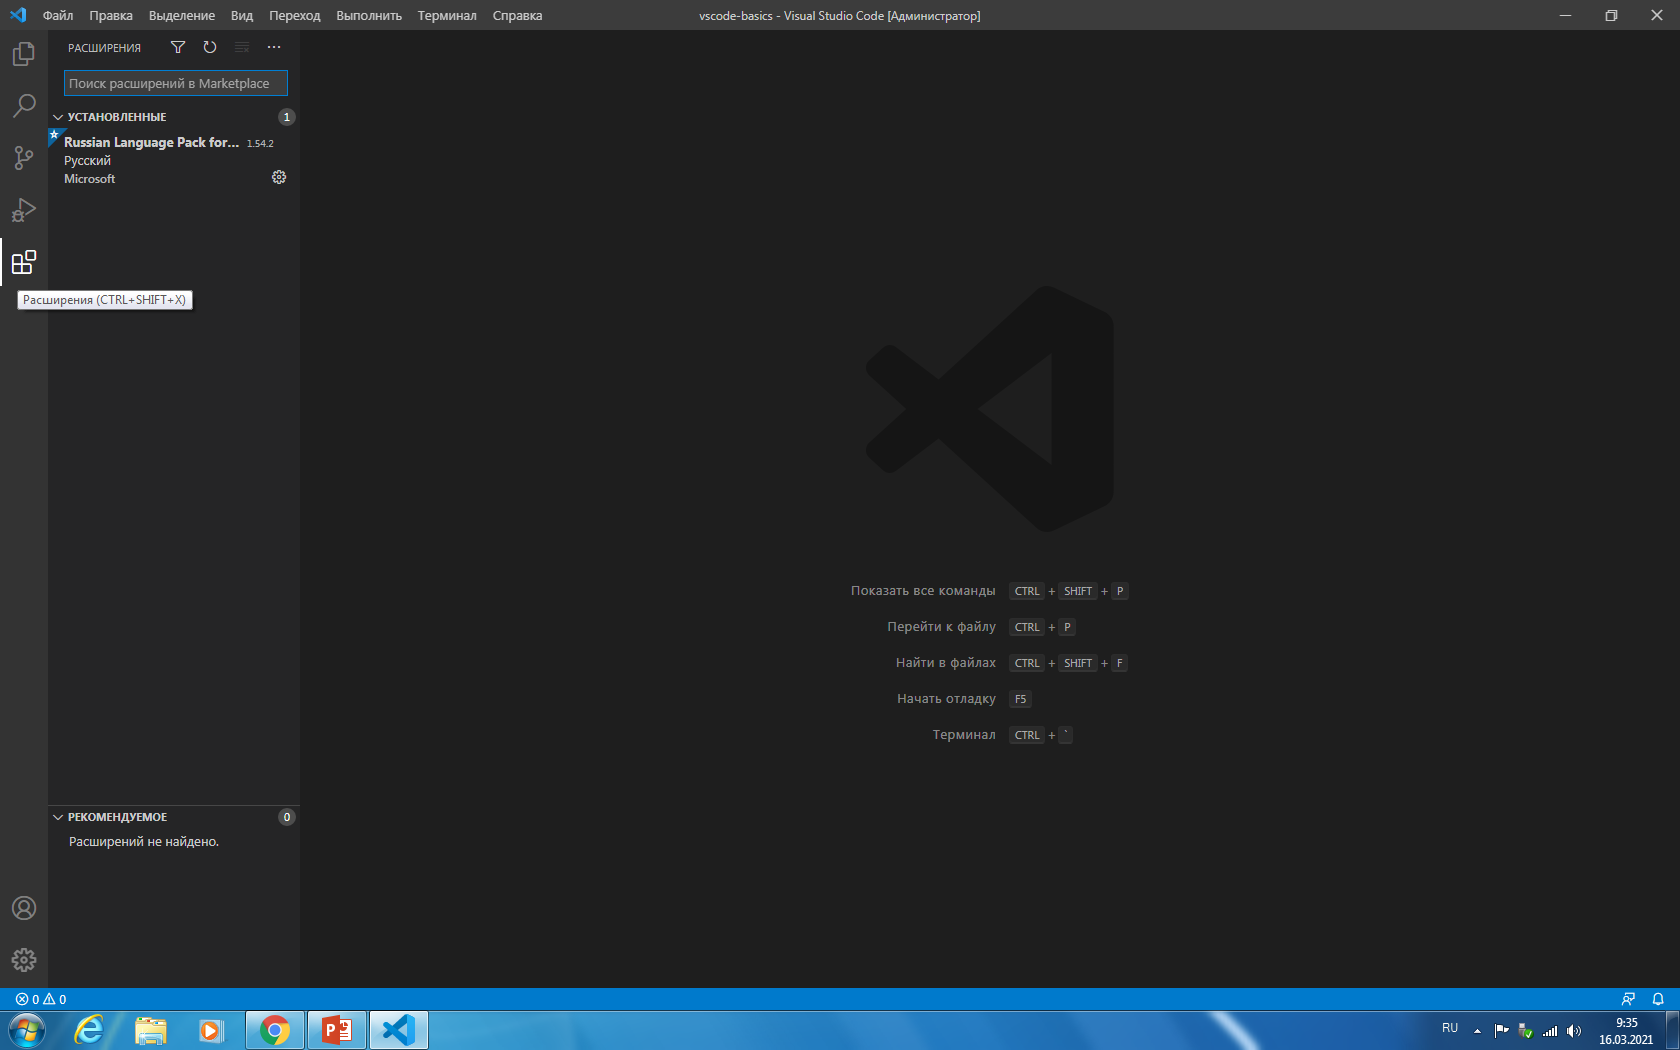 Файл Правка Выделение Вид Переход Выполнить Терминал Справка
vscode-basics - Visual Studio Code [Администратор]
РАСШИРЕНИЯ
Поиск расширений в Marketplace
УСТАНОВЛЕННЫЕ 1
Russian Language Pack for... 1.54.2
Русский
Microsoft
Расширения (CTRL+SHIFT+X)
Показать все команды CTRL + SHIFT + P
Перейти к файлу CTRL + P
Найти в файлах CTRL + SHIFT + F
Начать отладку F5
Терминал CTRL + `
РЕКОМЕНДУЕМОЕ 0
Расширений не найдено.
0 0
RU
9:35
16.03.2021